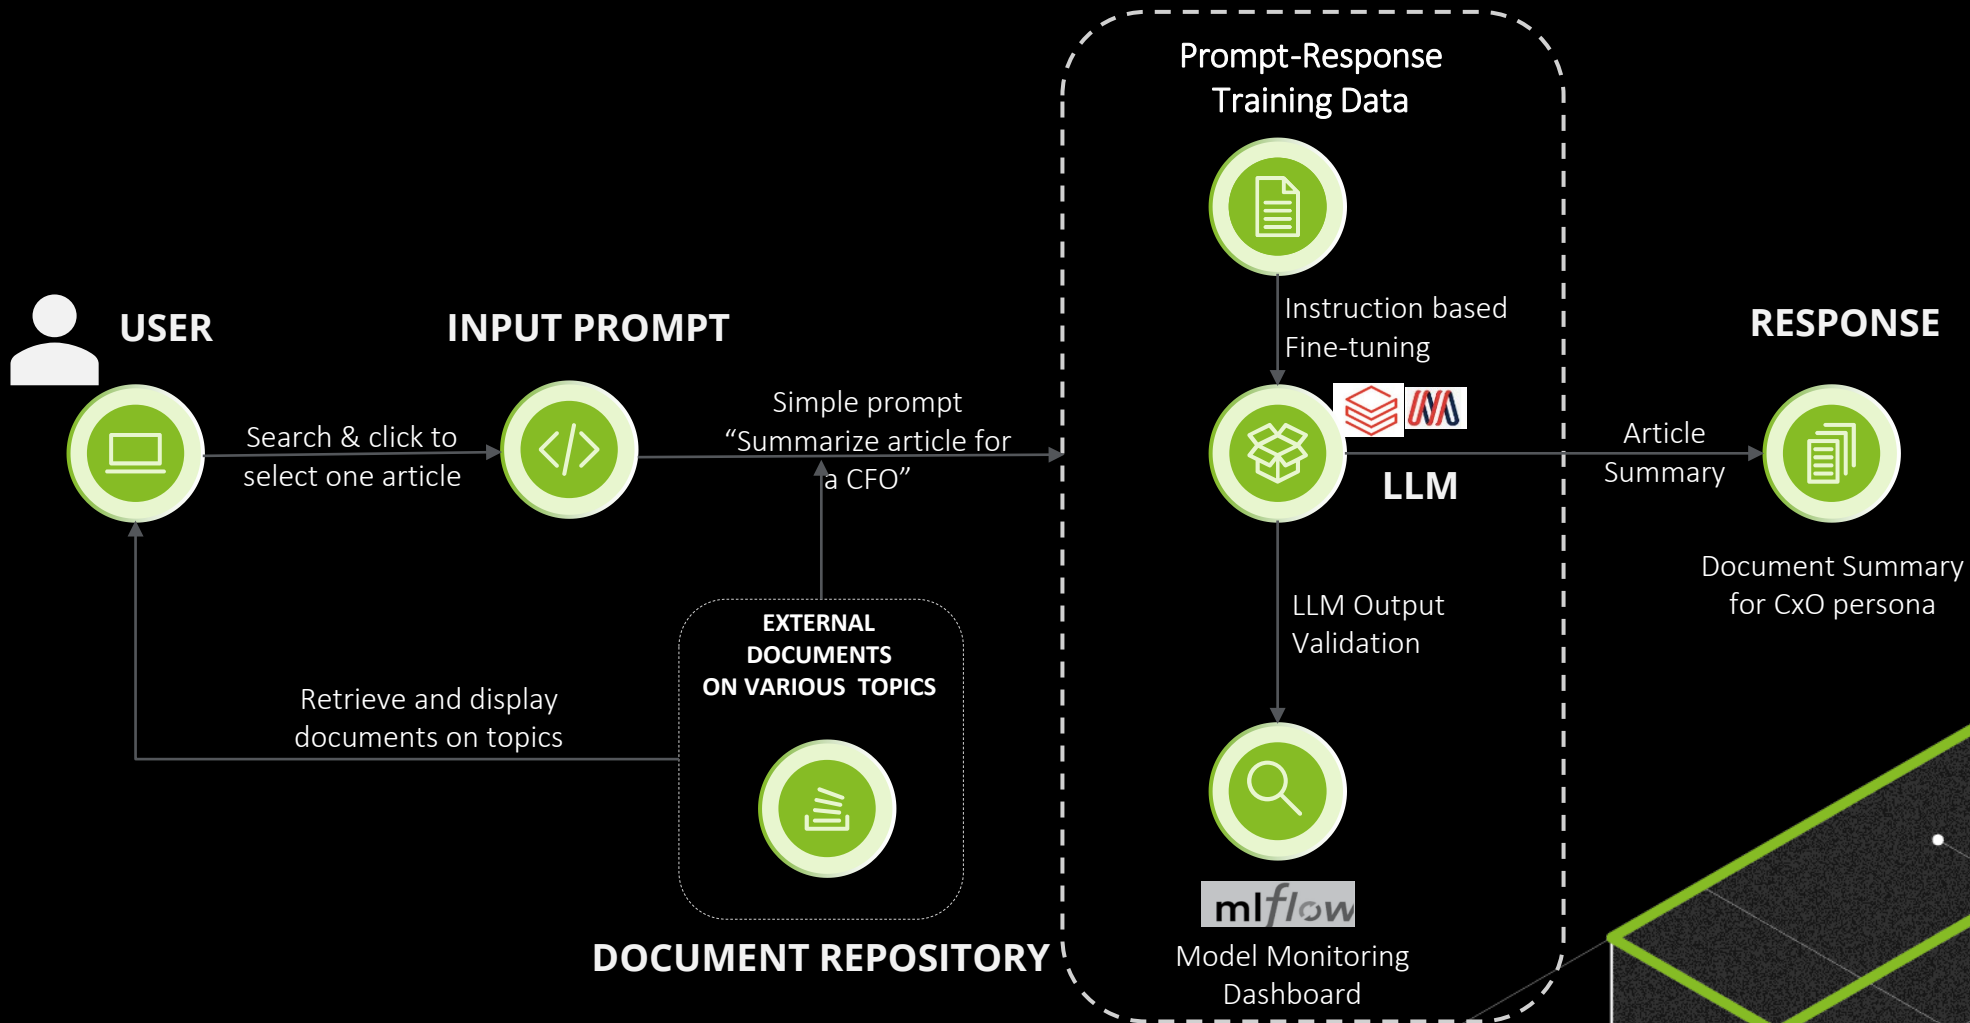 Prompt-Response
Training Data
USER
INPUT PROMPT
RESPONSE
Instruction based
Fine-tuning
Search & click to
select one article
Simple prompt
“Summarize article for
a CFO”
LLM
Article
Summary
Document Summary
for CxO persona
LLM Output
Validation
EXTERNAL
DOCUMENTS
ON VARIOUS TOPICS
Retrieve and display
documents on topics
DOCUMENT REPOSITORY
mlflow
Model Monitoring
Dashboard